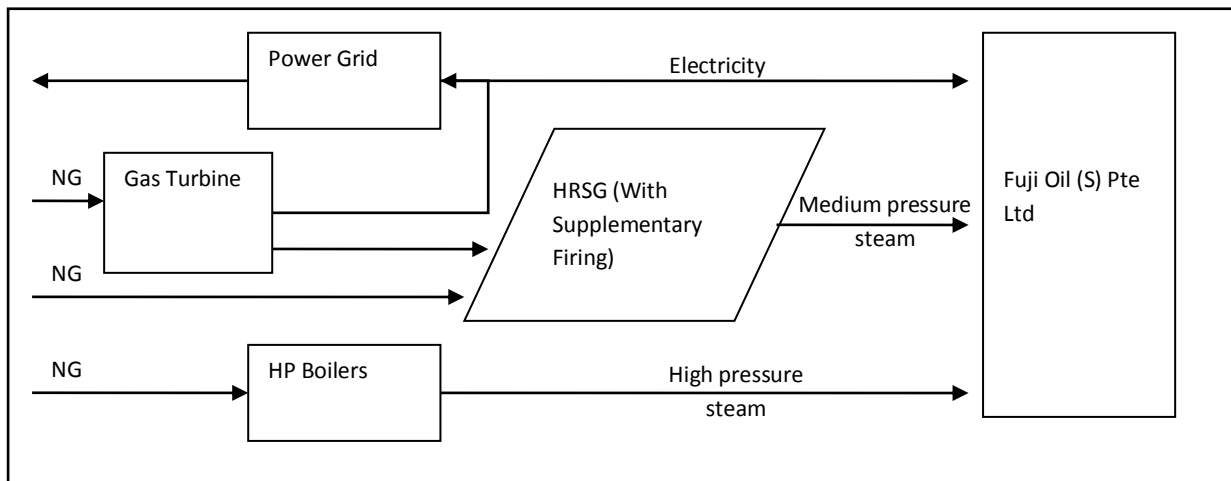 Power Grid
Electricity
NG
Gas Turbine
HRSG (With
Supplementary
Firing)
Medium pressure
steam
Fuji Oil (S) Pte
Ltd
NG
NG
HP Boilers
High pressure
steam